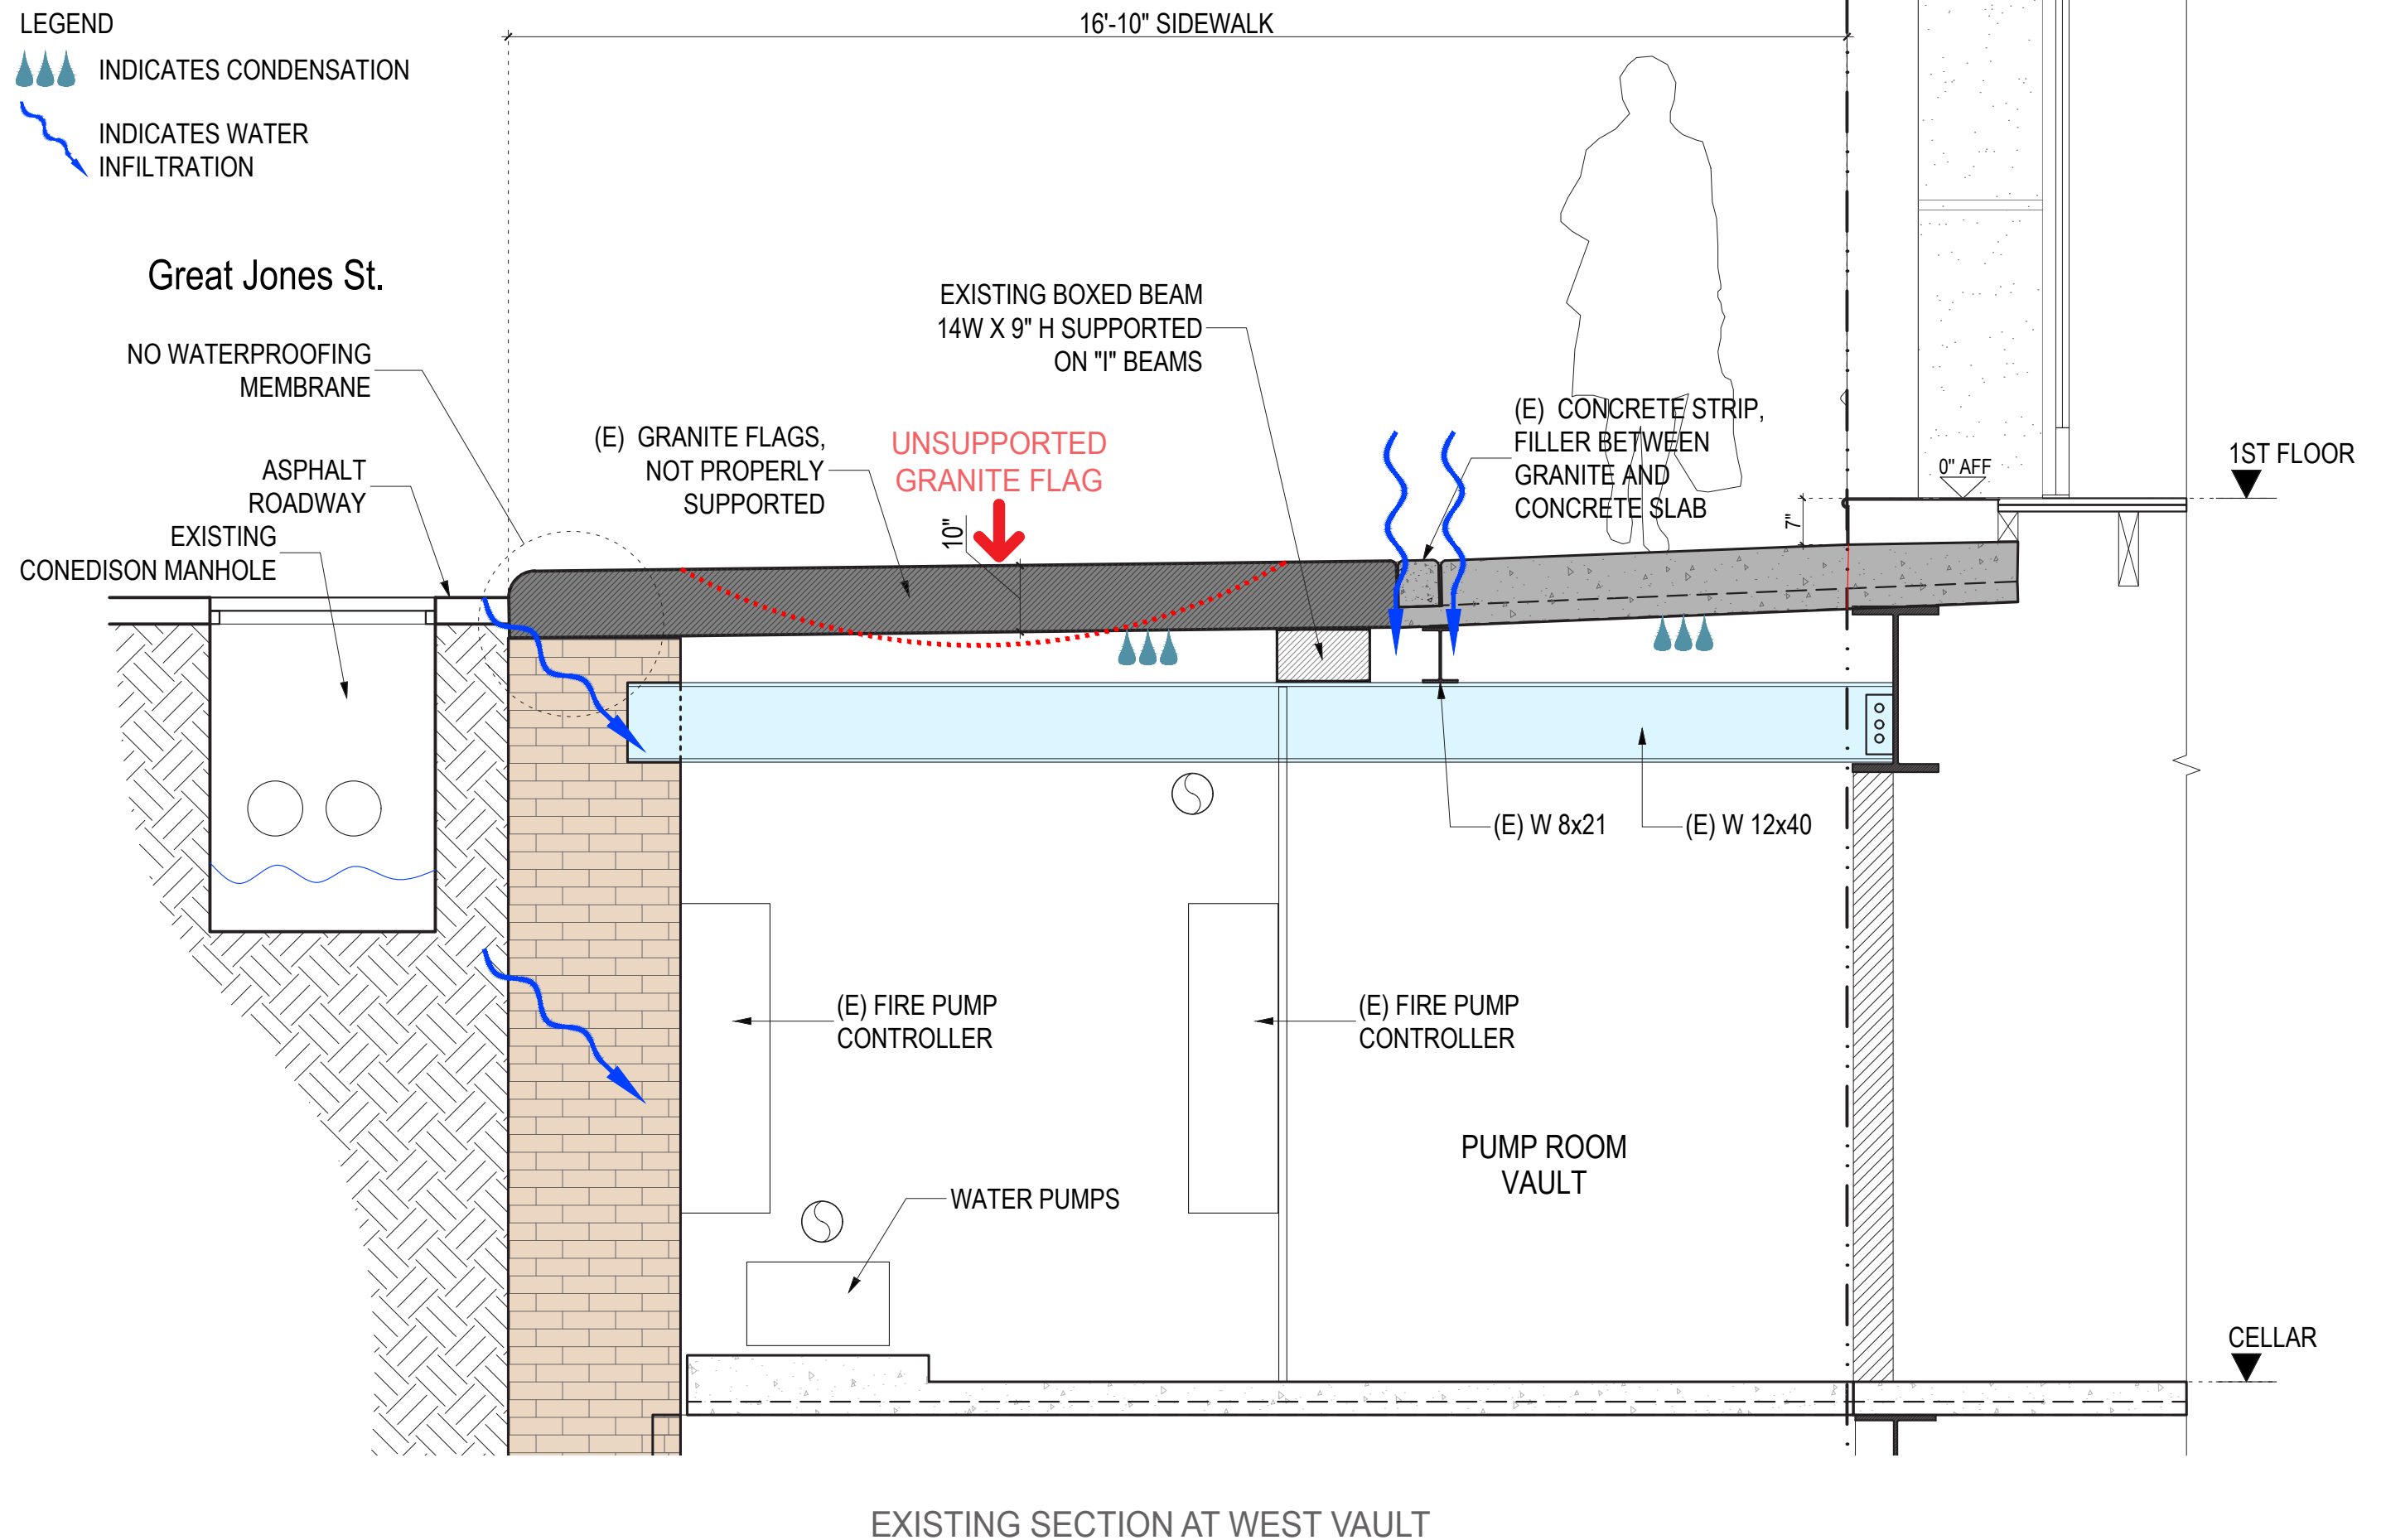 LEGEND
INDICATES CONDENSATION
INDICATES WATER
INFILTRATION
16'-10" SIDEWALK
Great Jones St.
NO WATERPROOFING
MEMBRANE
ASPHALT
ROADWAY
EXISTING
CONEDISON MANHOLE
(E) GRANITE FLAGS,
NOT PROPERLY
SUPPORTED
UNSUPPORTED
GRANITE FLAG
10"
EXISTING BOXED BEAM
14W X 9" H SUPPORTED
ON "I" BEAMS
(E) CONCRETE STRIP,
FILLER BETWEEN
GRANITE AND
CONCRETE SLAB
7"
0" AFF
1ST FLOOR
(E) W 8x21
(E) W 12x40
(E) FIRE PUMP
CONTROLLER
(E) FIRE PUMP
CONTROLLER
WATER PUMPS
PUMP ROOM
VAULT
CELLAR
EXISTING SECTION AT WEST VAULT